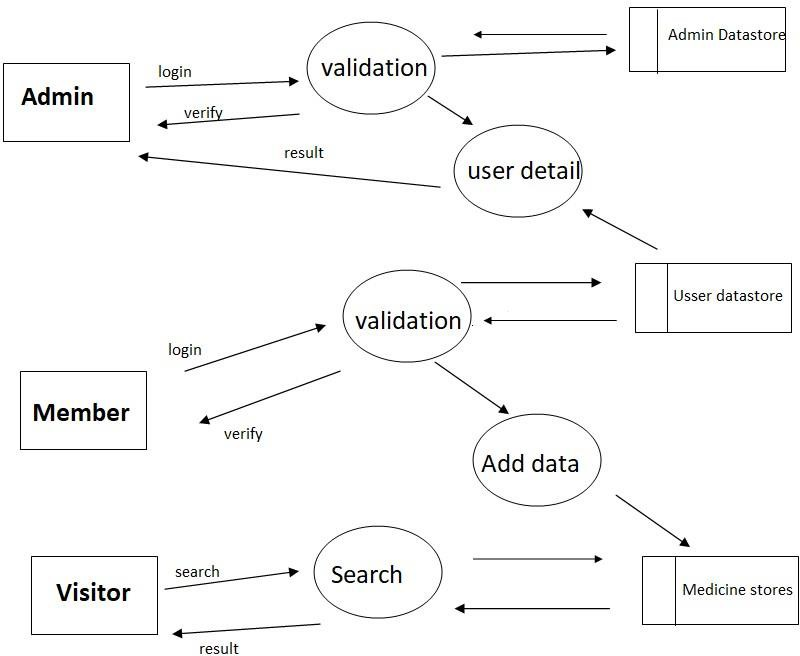 Admin
login
verify
result
validation
Admin Datastore
user detail
Usser datastore
validation
login
verify
Member
Add data
Visitor
search
result
Search
Medicine stores